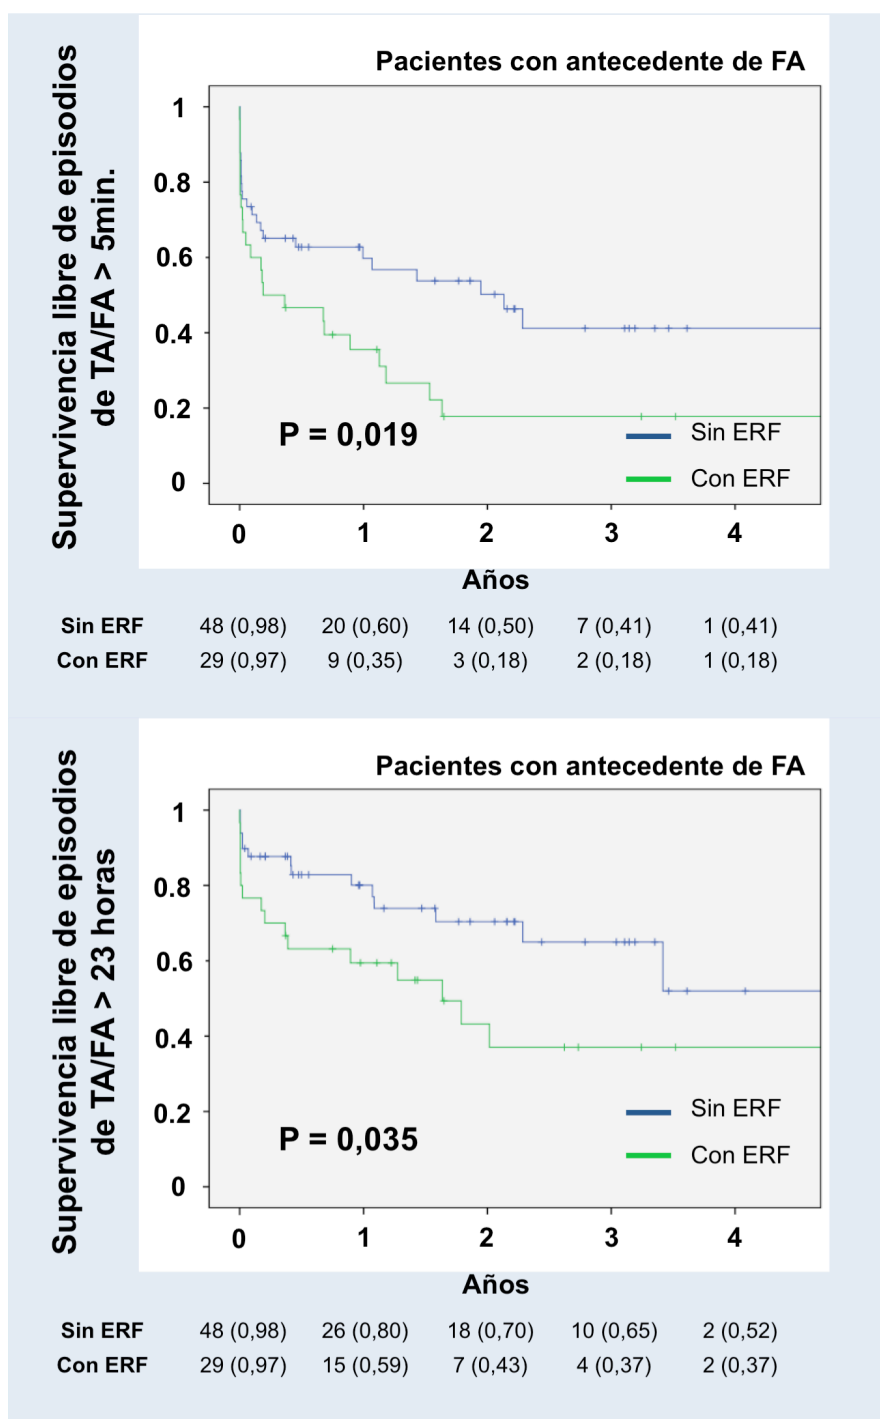 Pacientes con antecedente de FA
Supervivencia libre de episodios
de TA/FA > 5min.
1
0.8
0.6
0.4
0.2
0
P = 0,019
Sin ERF
Con ERF
0 1 2 3 4
Años
Sin ERF 48 (0,98) 20 (0,60) 14 (0,50) 7 (0,41) 1 (0,41)
Con ERF 29 (0,97) 9 (0,35) 3 (0,18) 2 (0,18) 1 (0,18)
Pacientes con antecedente de FA
Supervivencia libre de episodios
de TA/FA > 23 horas
1
0.8
0.6
0.4
0.2
0
P = 0,035
Sin ERF
Con ERF
0 1 2 3 4
Años
Sin ERF 48 (0,98) 26 (0,80) 18 (0,70) 10 (0,65) 2 (0,52)
Con ERF 29 (0,97) 15 (0,59) 7 (0,43) 4 (0,37) 2 (0,37)